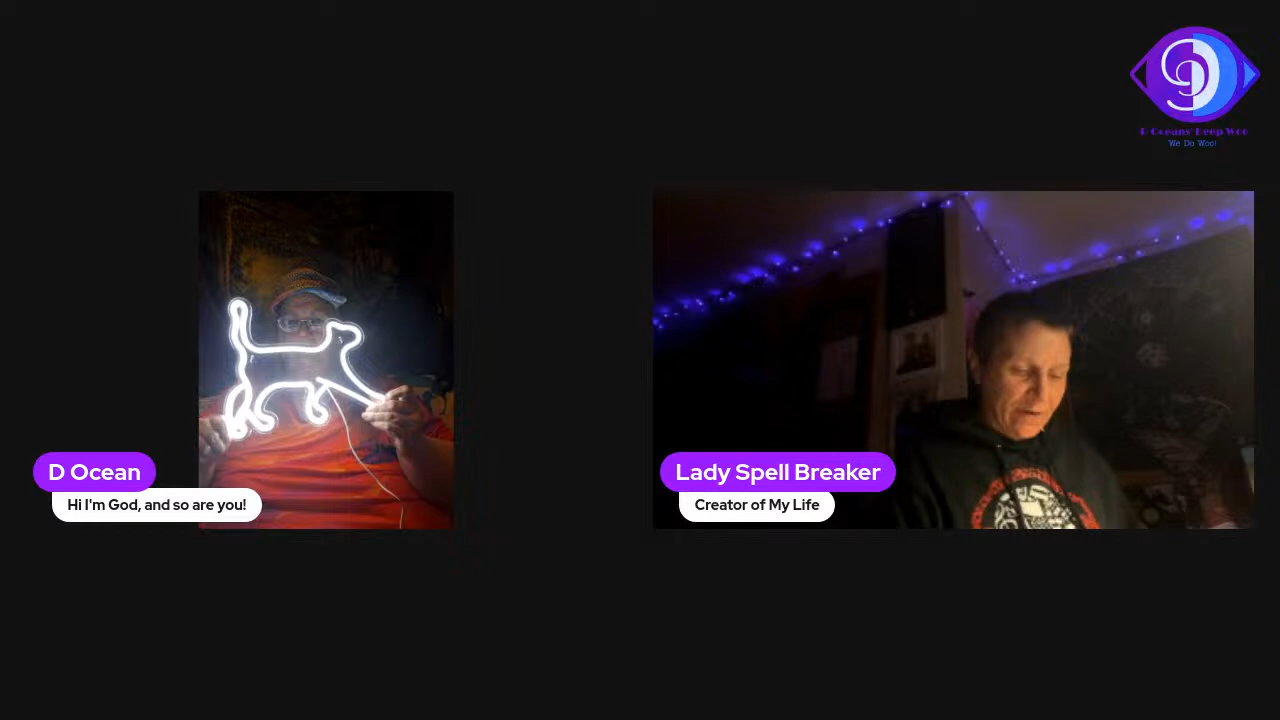 D Oceans' Deep Woo
We Do Woo!
D Ocean
Hi I'm God, and so are you!
Lady Spell Breaker
Creator of My Life